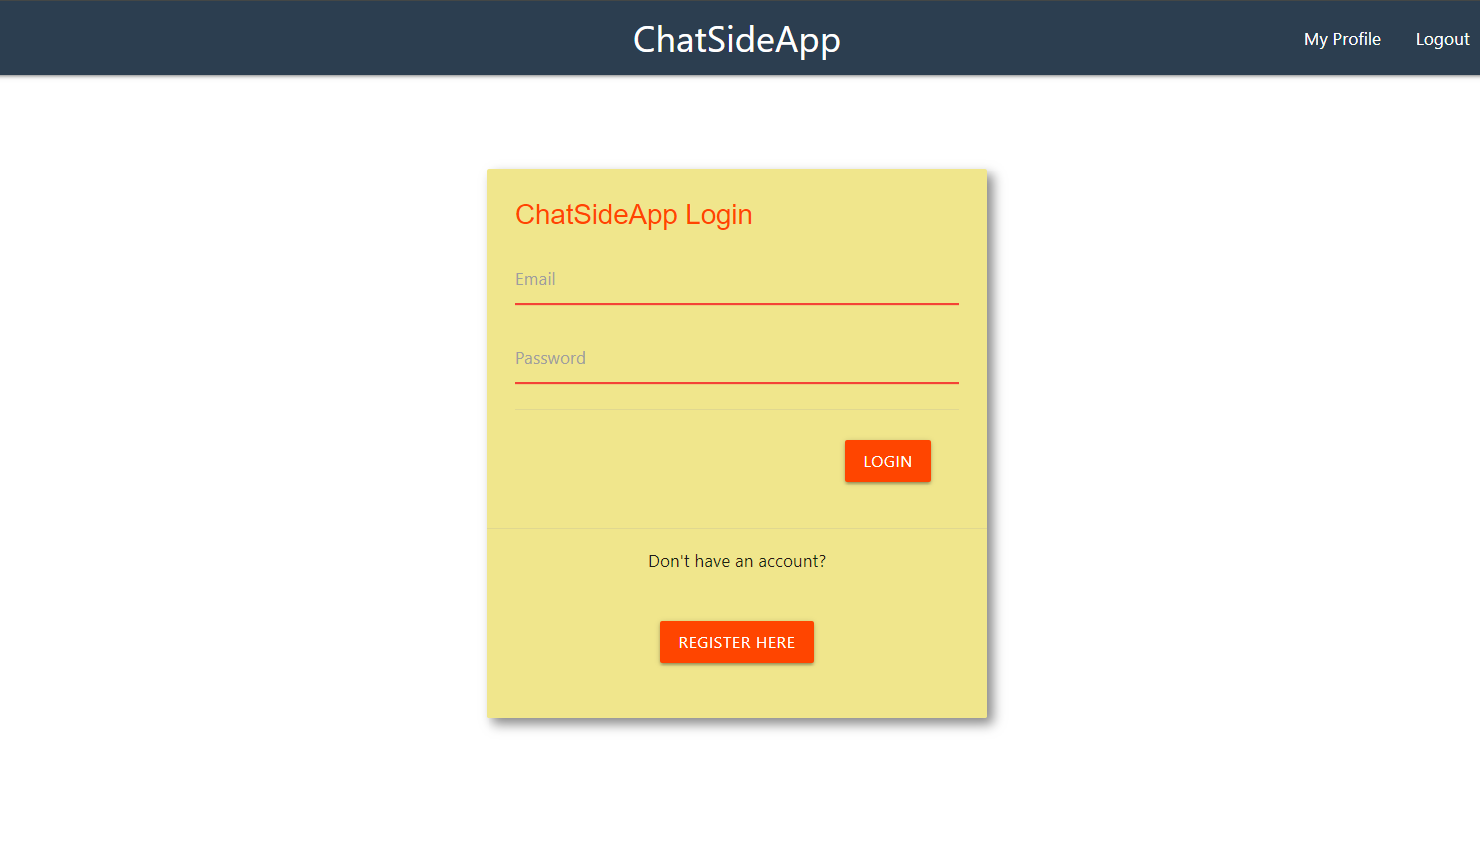 ChatSideApp
My Profile Logout
ChatSideApp Login
Email
Password
LOGIN
Don't have an account?
REGISTER HERE